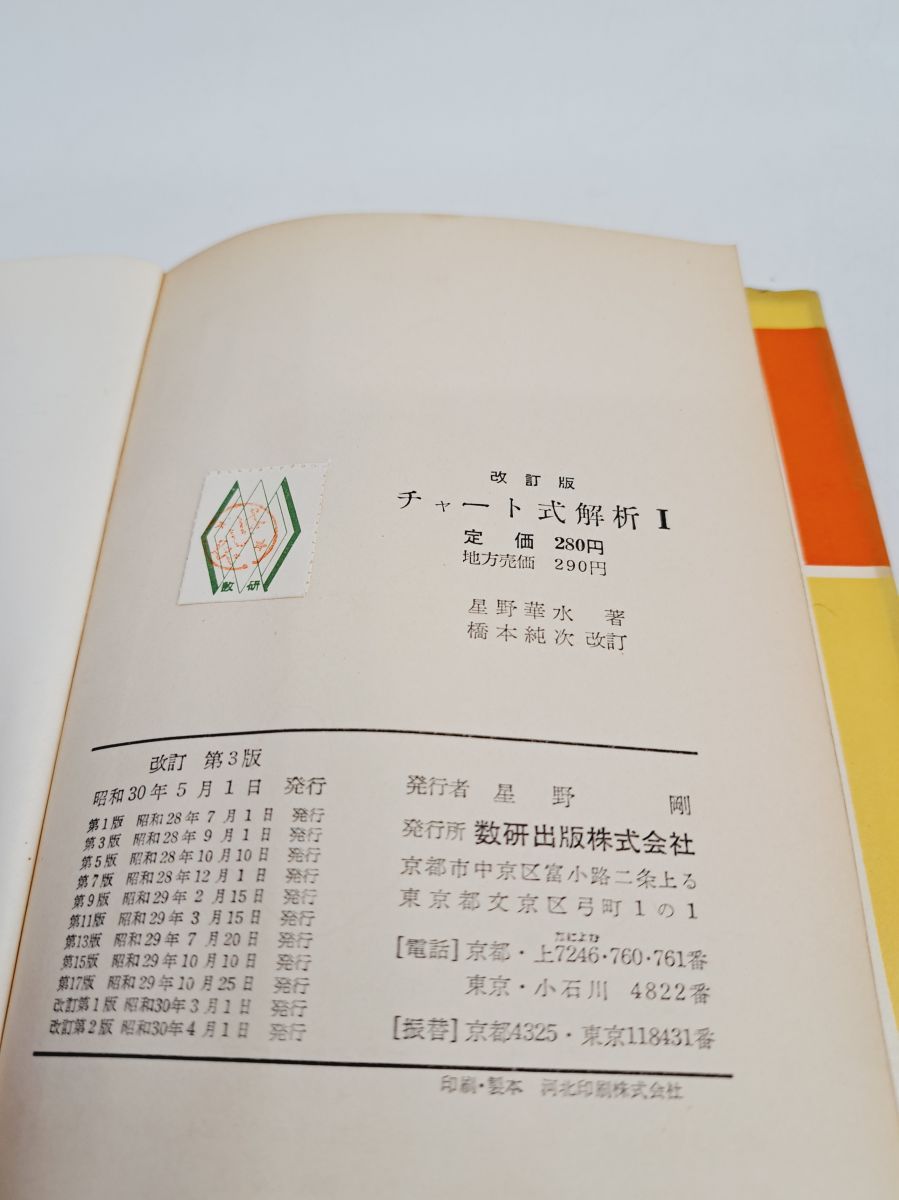 改訂版
チャート式解析 I
定価 280円
地方売価 290円
星野華水 著
橋本純次 改訂
数研
改訂 第3版
昭和30年5月1日 発行
第1版 昭和28年7月1日 発行
第3版 昭和28年9月1日 発行
第5版 昭和28年10月10日 発行
第7版 昭和28年12月1日 発行
第9版 昭和29年2月15日 発行
第11版 昭和29年3月15日 発行
第13版 昭和29年7月20日 発行
第15版 昭和29年10月10日 発行
第17版 昭和29年10月25日 発行
改訂第1版 昭和30年3月1日 発行
改訂第2版 昭和30年4月1日 発行
発行者 星野 剛
発行所 数研出版株式会社
京都市中京区富小路二条上る
東京都文京区弓町1の1
[電話] 京都・上7246・760・761番
東京・小石川 4822番
[振替] 京都4325・東京118431番
印刷・製本 河北印刷株式会社